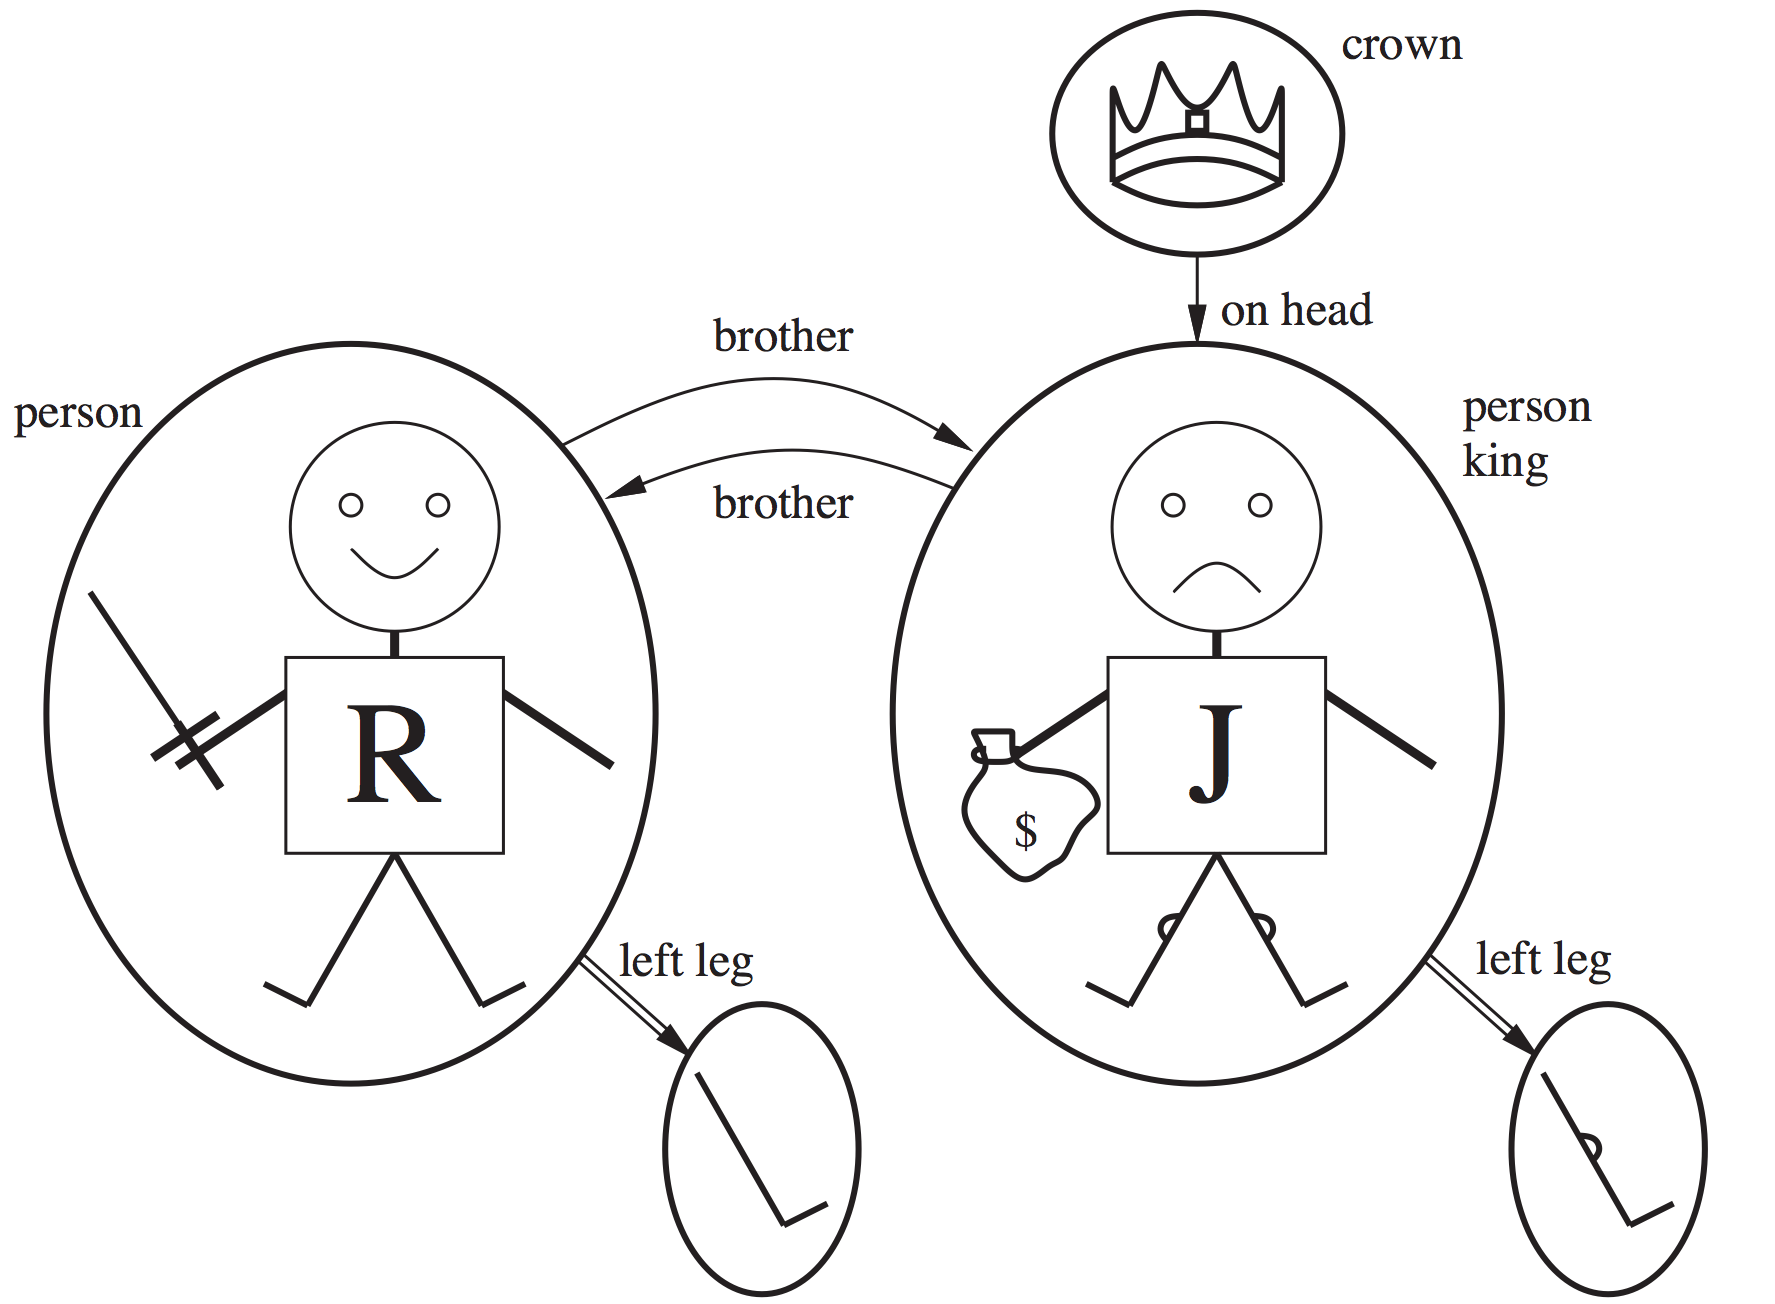 crown
on head
brother
person
person
king
brother
R
J
$
left leg
left leg